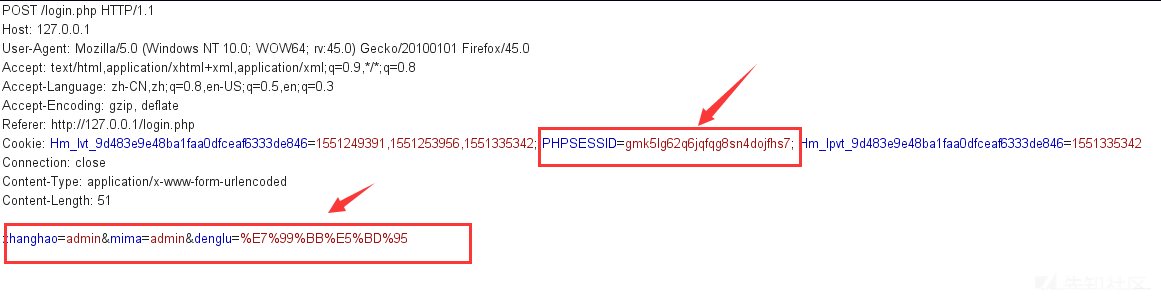 POST /login.php HTTP/1.1
Host: 127.0.0.1
User-Agent: Mozilla/5.0 (Windows NT 10.0; WOW64; rv:45.0) Gecko/20100101 Firefox/45.0
Accept: text/html,application/xhtml+xml,application/xml;q=0.9,*/*;q=0.8
Accept-Language: zh-CN,zh;q=0.8,en-US;q=0.5,en;q=0.3
Accept-Encoding: gzip, deflate
Referer: http://127.0.0.1/login.php
Cookie: Hm_lvt_9d483e9e48ba1faa0dfceaf6333de846=1551249391,1551253956,1551335342; PHPSESSID=gmk5lg62q6jqfqg8sn4dojfhs7; Hm_lpvt_9d483e9e48ba1faa0dfceaf6333de846=1551335342
Connection: close
Content-Type: application/x-www-form-urlencoded
Content-Length: 51
zhanghao=admin&mima=admin&denglu=%E7%99%BB%E5%BD%95